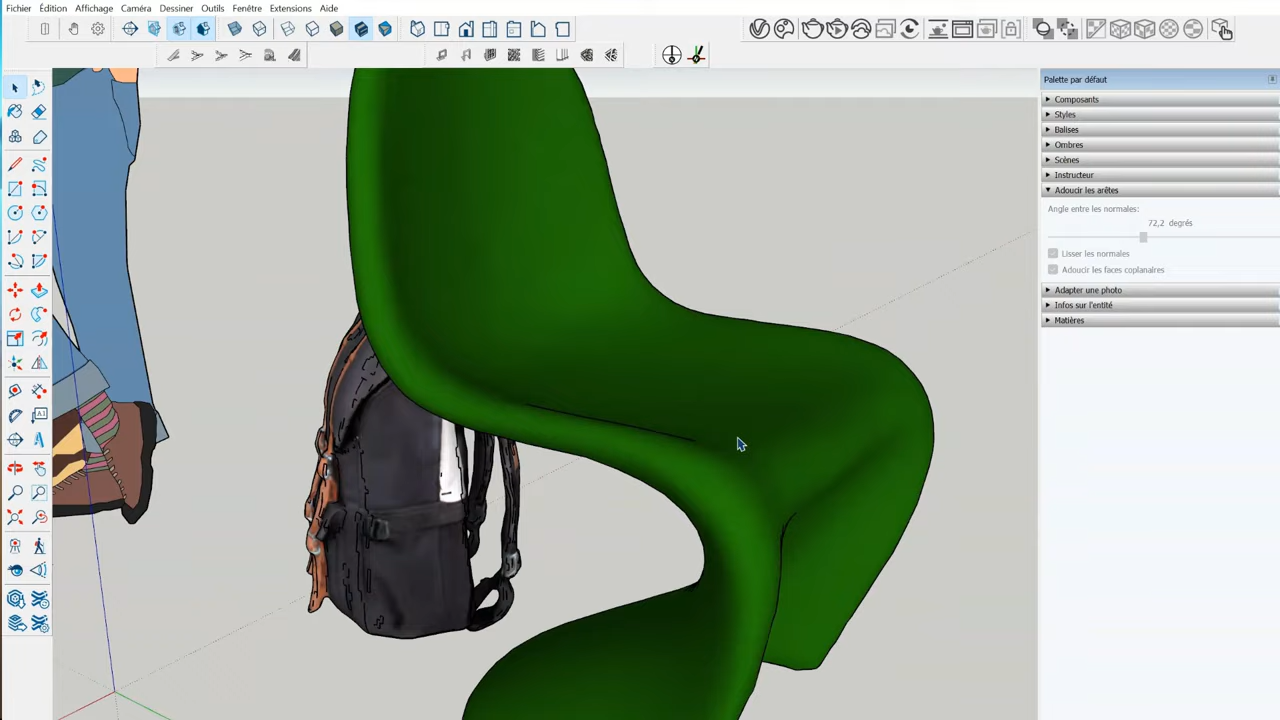 Fichier Édition Affichage Caméra Dessiner Outils Fenêtre Extensions Aide
Palette par défaut
Composants
Styles
Balises
Ombres
Scènes
Instructeur
Adoucir les arêtes
Angle entre les normales:
72,2 degrés
Lisser les normales
Adoucir les faces coplanaires
Adapter une photo
Infos sur l'entité
Matières